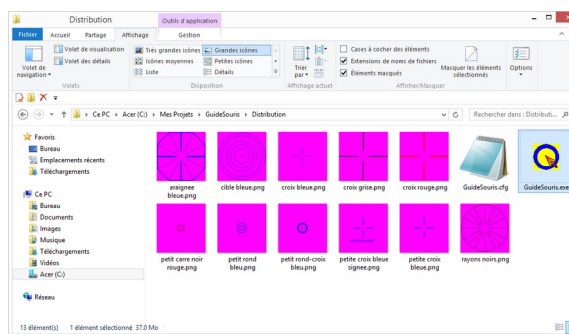 Distribution
Outils d'application
Fichier Accueil Partage Affichage Gestion
Volet de navigation
Volet de visualisation
Volet des détails
Volets
Très grandes icônes Grandes icônes
Icônes moyennes Petites icônes
Liste Détails
Disposition
Trier par
Affichage actuel
Cases à cocher des éléments
Extensions de noms de fichiers
Éléments masqués
Masquer les éléments sélectionnés
Afficher/Masquer
Options
Ce PC Acer (C:) Mes Projets GuideSouris Distribution
Rechercher dans : Distributi...
Favoris
Bureau
Emplacements récents
Téléchargements
Ce PC
Bureau
Documents
Images
Musique
Téléchargements
Vidéos
Acer (C:)
Réseau
araignee bleue.png
cible bleue.png
croix bleue.png
croix grise.png
croix rouge.png
GuideSouris.cfg
GuideSouris.exe
petit carre noir rouge.png
petit rond bleu.png
petit rond-croix bleu.png
petite croix bleue signee.png
petite croix bleue.png
rayons noirs.png
13 élément(s) 1 élément sélectionné 37.0 Mo